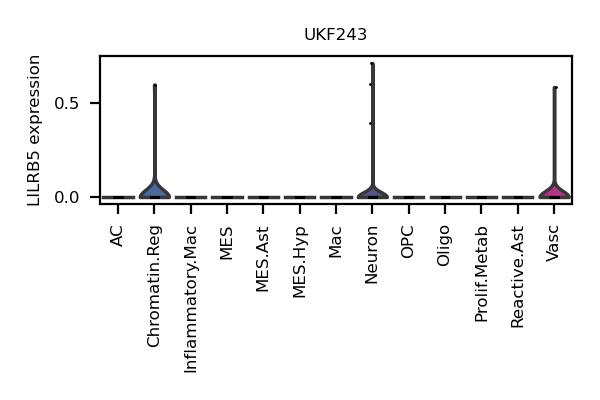 UKF243
LILRB5 expression
0.5
0.0
AC
Chromatin.Reg
Inflammatory.Mac
MES
MES.Ast
MES.Hyp
Mac
Neuron
OPC
Oligo
Prolif.Metab
Reactive.Ast
Vasc